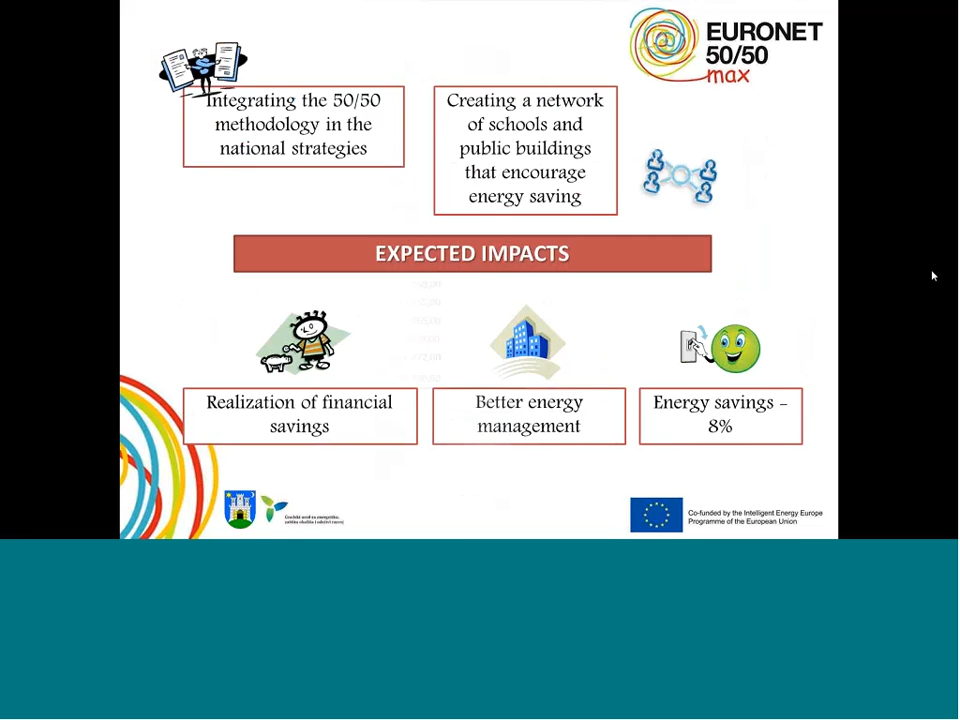 EURONET
50/50
max
Integrating the 50/50
methodology in the
national strategies
Creating a network
of schools and
public buildings
that encourage
energy saving
EXPECTED IMPACTS
Realization of financial
savings
Better energy
management
Energy savings –
8%
Co-funded by the Intelligent Energy Europe
Programme of the European Union